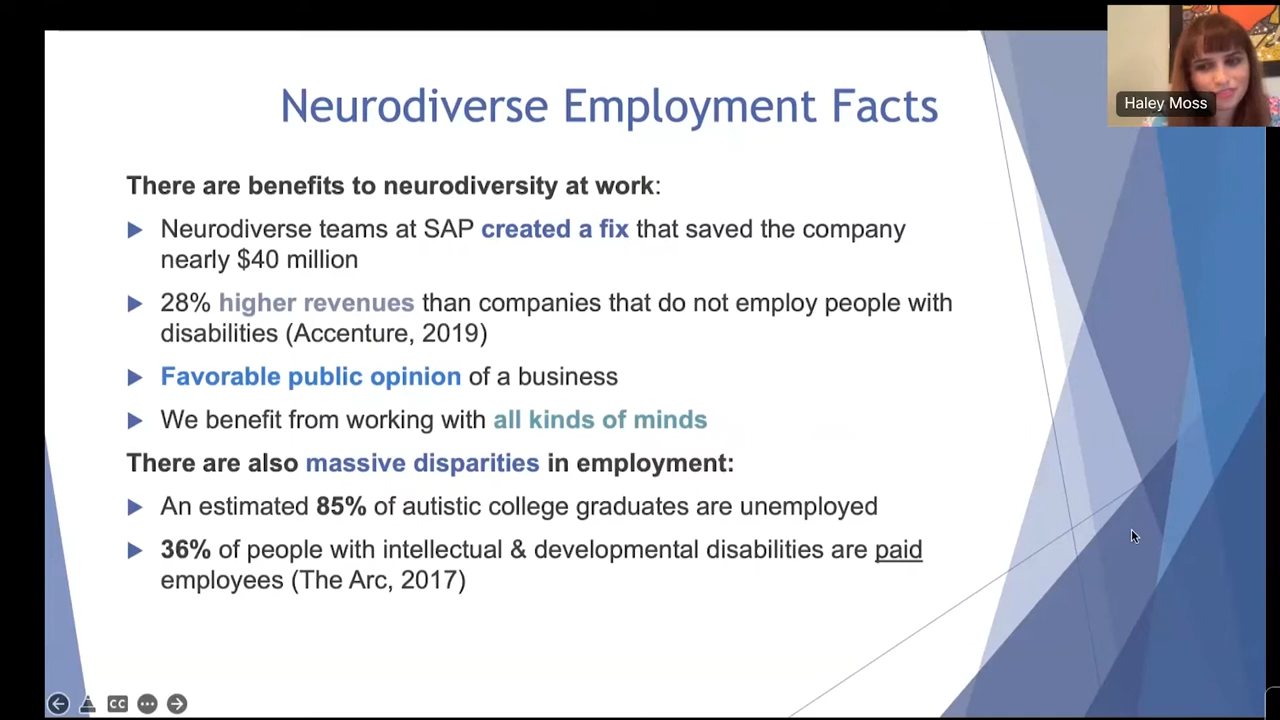 Haley Moss
Neurodiverse Employment Facts
There are benefits to neurodiversity at work:
Neurodiverse teams at SAP created a fix that saved the company
nearly $40 million
28% higher revenues than companies that do not employ people with
disabilities (Accenture, 2019)
Favorable public opinion of a business
We benefit from working with all kinds of minds
There are also massive disparities in employment:
An estimated 85% of autistic college graduates are unemployed
36% of people with intellectual & developmental disabilities are paid
employees (The Arc, 2017)
CC